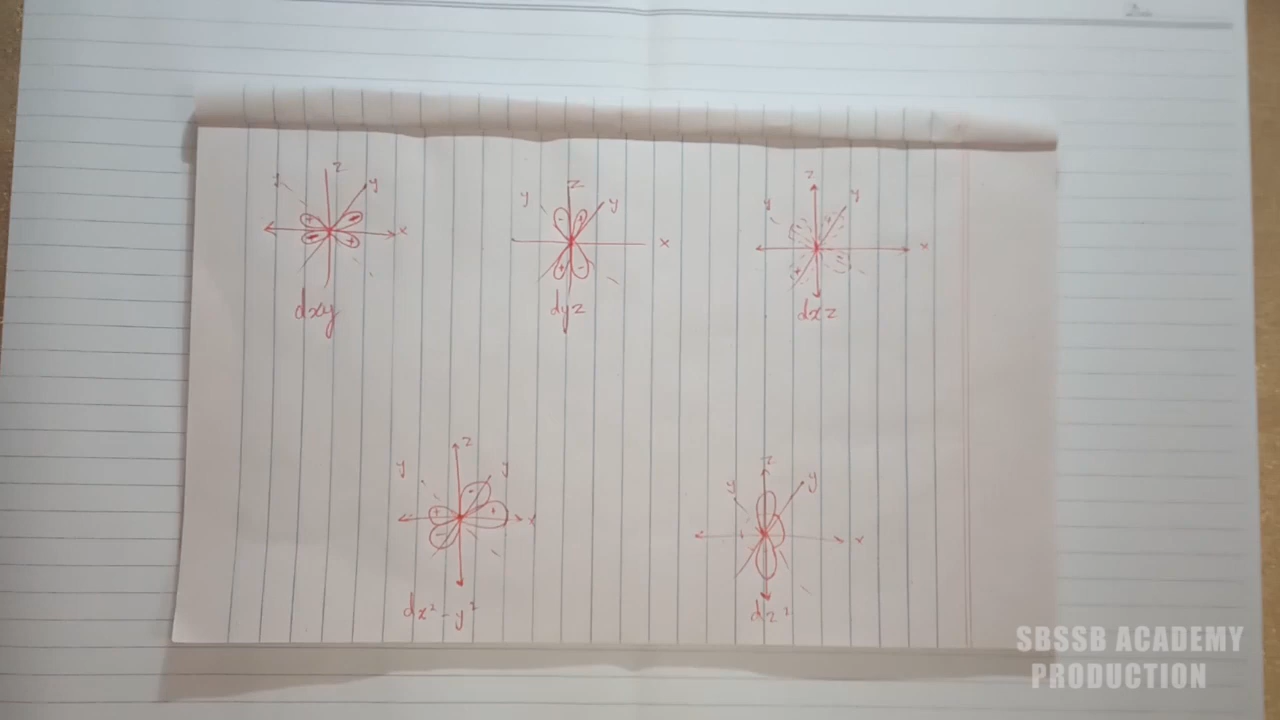 z
y y
+ -
- +
x
dxy
z
y y
- +
+ -
x
dyz
z
y y
+
+ -
x
dxz
z
y y
- +
+ -
x
dx² - y²
z
y y
x
dz²
SBSSB ACADEMY
PRODUCTION